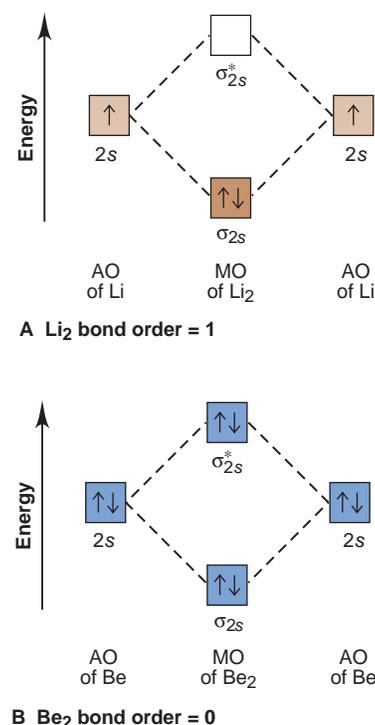 Energy
σ*2s
↑ ↑
2s 2s
↑↓
σ2s
AO MO AO
of Li of Li2 of Li
A Li2 bond order = 1
Energy
↑↓
σ*2s
↑↓ ↑↓
2s 2s
↑↓
σ2s
AO MO AO
of Be of Be2 of Be
B Be2 bond order = 0